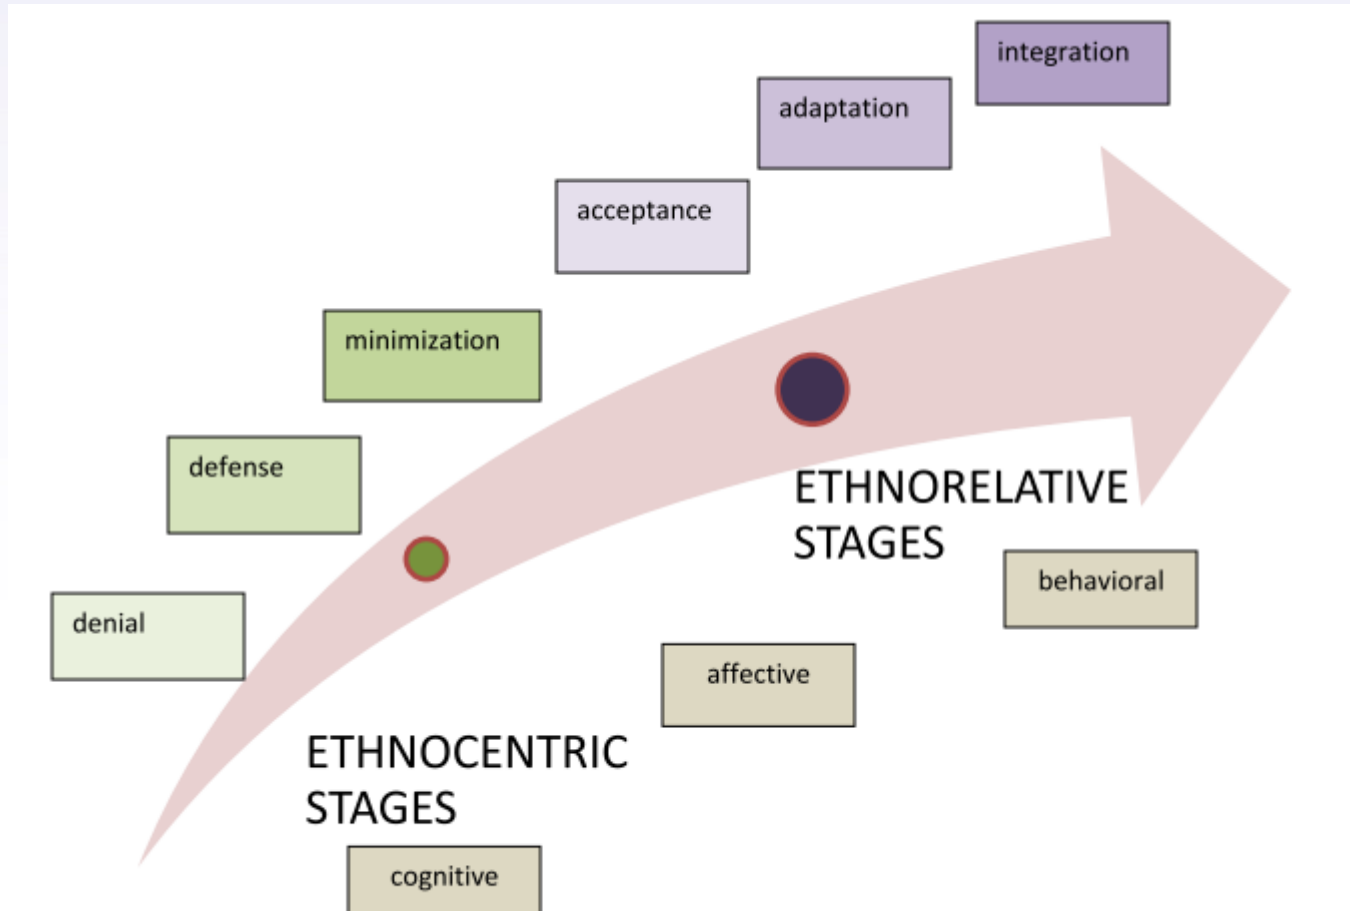 integration
adaptation
acceptance
minimization
defense
denial
ETHNORELATIVE
STAGES
behavioral
affective
ETHNOCENTRIC
STAGES
cognitive